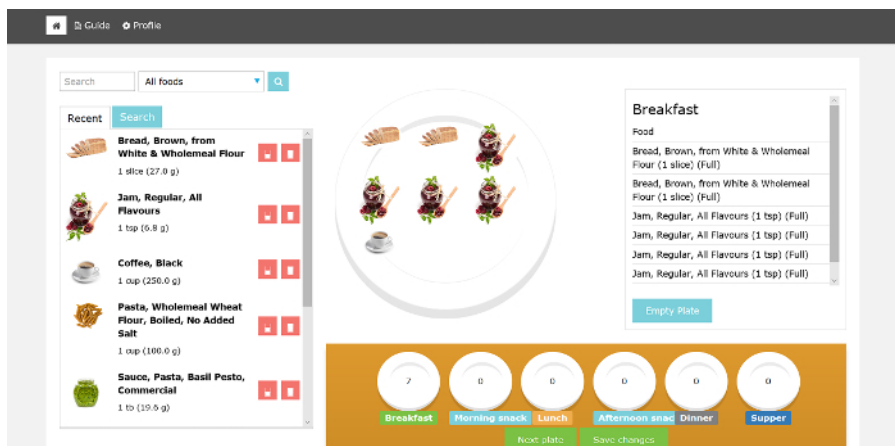 Guide Profile
Search All foods
Recent Search
Bread, Brown, from
White & Wholemeal Flour
1 slice (27.0 g)
Jam, Regular, All
Flavours
1 tsp (6.8 g)
Coffee, Black
1 cup (250.0 g)
Pasta, Wholemeal Wheat
Flour, Boiled, No Added
Salt
1 cup (100.0 g)
Sauce, Pasta, Basil Pesto,
Commercial
1 tb (19.6 g)
Breakfast
Food
Bread, Brown, from White & Wholemeal
Flour (1 slice) (Full)
Bread, Brown, from White & Wholemeal
Flour (1 slice) (Full)
Jam, Regular, All Flavours (1 tsp) (Full)
Jam, Regular, All Flavours (1 tsp) (Full)
Jam, Regular, All Flavours (1 tsp) (Full)
Jam, Regular, All Flavours (1 tsp) (Full)
Empty Plate
7 0 0 0 0 0
Breakfast Morning snack Lunch Afternoon snac Dinner Supper
Next plate Save changes